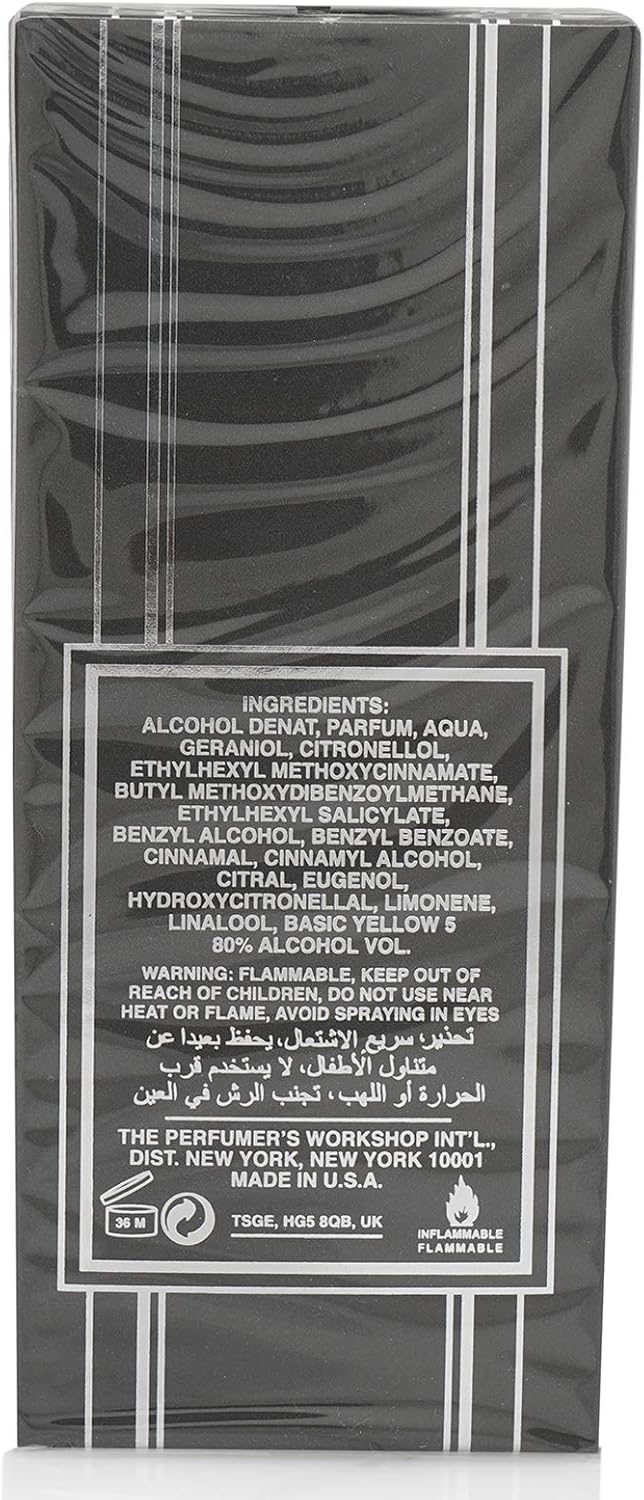 INGREDIENTS:
ALCOHOL DENAT, PARFUM, AQUA,
GERANIOL, CITRONELLOL,
ETHYLHEXYL METHOXYCINNAMATE,
BUTYL METHOXYDIBENZOYLMETHANE,
ETHYLHEXYL SALICYLATE,
BENZYL ALCOHOL, BENZYL BENZOATE,
CINNAMAL, CINNAMYL ALCOHOL,
CITRAL, EUGENOL,
HYDROXYCITRONELLAL, LIMONENE,
LINALOOL, BASIC YELLOW 5
80% ALCOHOL VOL.
WARNING: FLAMMABLE, KEEP OUT OF
REACH OF CHILDREN, DO NOT USE NEAR
HEAT OR FLAME, AVOID SPRAYING IN EYES
تحذير: سريع الاشتعال، يحفظ بعيدا عن
متناول الأطفال، لا يستخدم قرب
الحرارة أو اللهب، تجنب الرش في العين
THE PERFUMER'S WORKSHOP INT'L.,
DIST. NEW YORK, NEW YORK 10001
MADE IN U.S.A.
36 M
TSGE, HG5 8QB, UK
INFLAMMABLE
FLAMMABLE